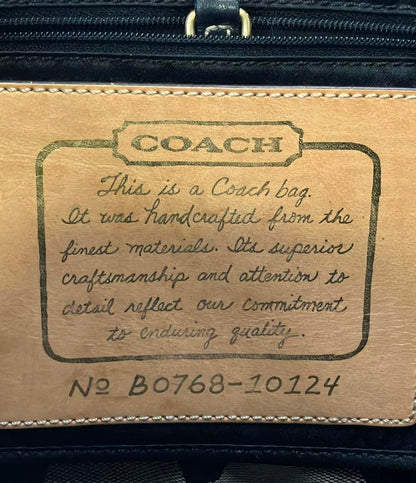 COACH
This is a Coach bag.
It was handcrafted from the
finest materials. Its superior
craftsmanship and attention to
detail reflect our commitment
to enduring quality.
Nº B0768-10124